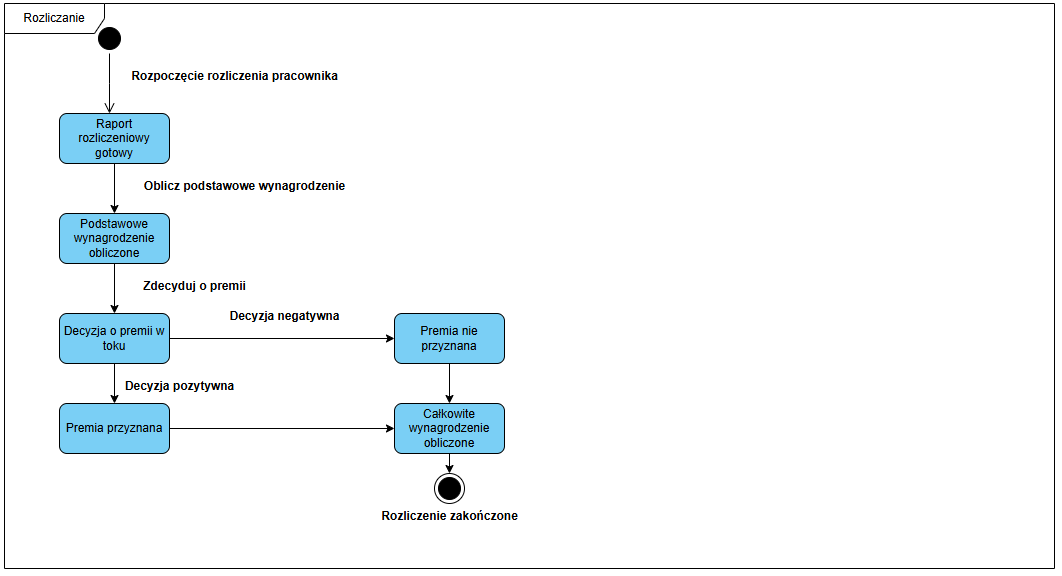 Rozliczanie
Rozpoczęcie rozliczenia pracownika
Raport
rozliczeniowy
gotowy
Oblicz podstawowe wynagrodzenie
Podstawowe
wynagrodzenie
obliczone
Zdecyduj o premii
Decyzja o premii w
toku
Decyzja negatywna
Premia nie
przyznana
Decyzja pozytywna
Premia przyznana
Całkowite
wynagrodzenie
obliczone
Rozliczenie zakończone